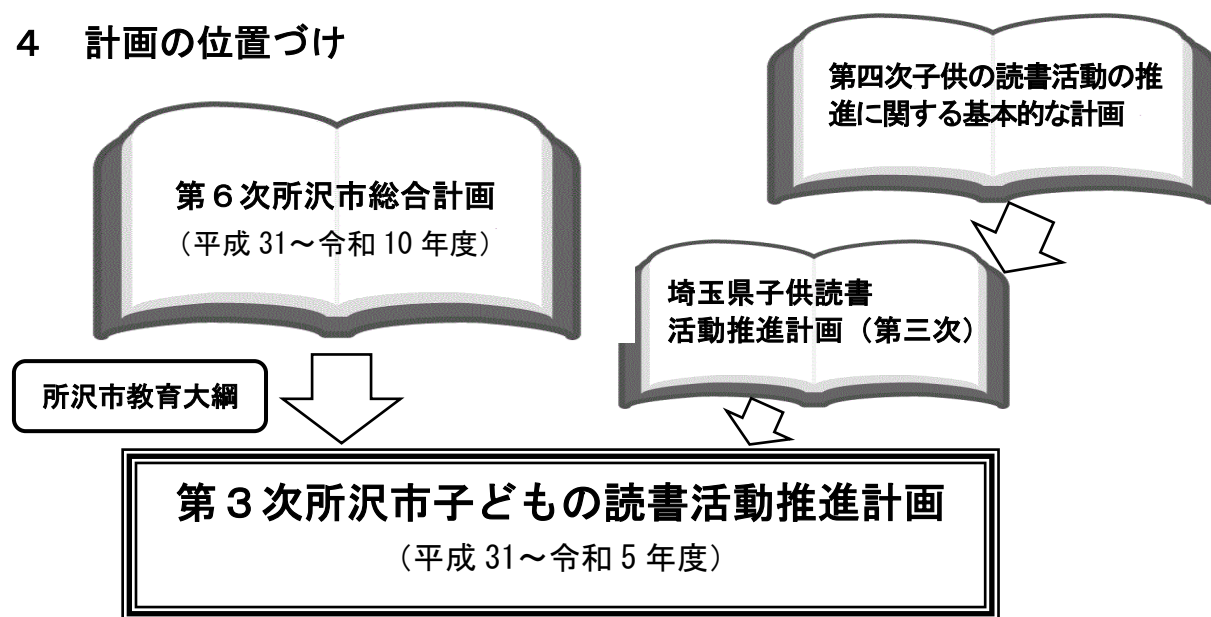 ４　計画の位置づけ
第四次子供の読書活動の推
進に関する基本的な計画
第６次所沢市総合計画
（平成 31～令和 10 年度）
埼玉県子供読書
活動推進計画（第三次）
所沢市教育大綱
第３次所沢市子どもの読書活動推進計画
（平成 31～令和 5 年度）